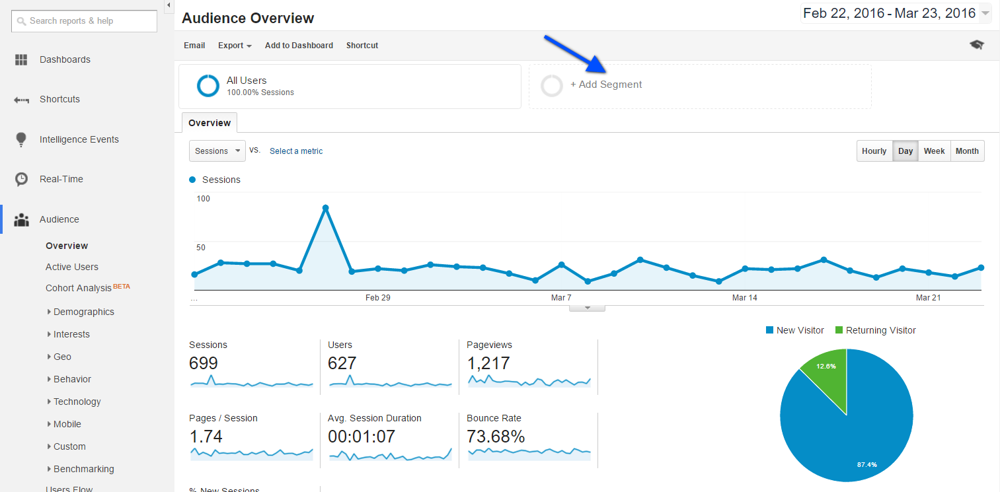 Search reports & help
Dashboards
Shortcuts
Intelligence Events
Real-Time
Audience
Overview
Active Users
Cohort Analysis BETA
Demographics
Interests
Geo
Behavior
Technology
Mobile
Custom
Benchmarking
Users Flow
Audience Overview
Feb 22, 2016 - Mar 23, 2016
Email Export Add to Dashboard Shortcut
All Users
100.00% Sessions
+ Add Segment
Overview
Sessions VS. Select a metric
Hourly Day Week Month
Sessions
100
50
... Feb 29 Mar 7 Mar 14 Mar 21
Sessions
699
Users
627
Pageviews
1,217
Pages / Session
1.74
Avg. Session Duration
00:01:07
Bounce Rate
73.68%
% New Sessions
New Visitor Returning Visitor
12.6%
87.4%